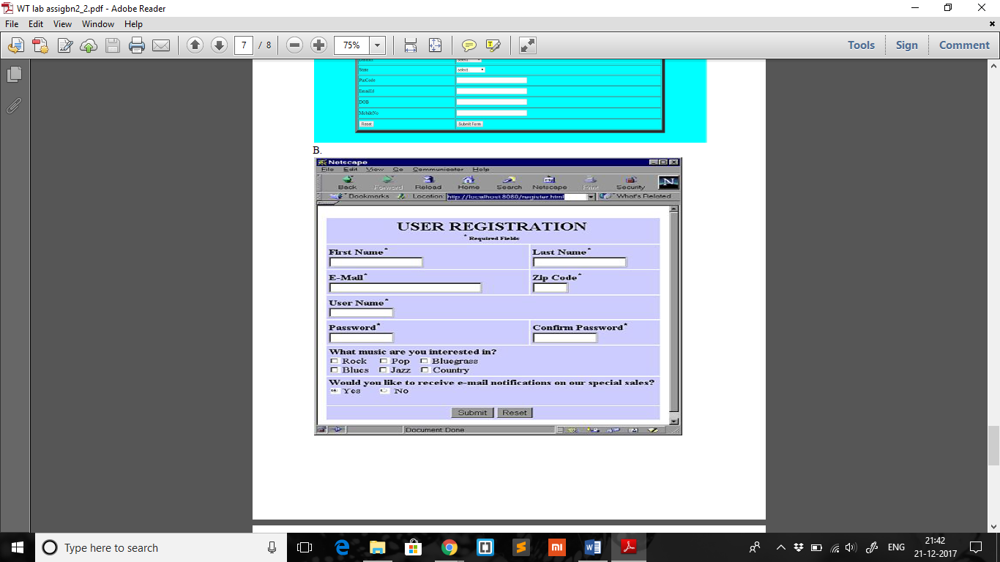 WT lab assigbn2_2.pdf - Adobe Reader
File Edit View Window Help
7 / 8 75% Tools Sign Comment
State select
PinCode
EmailId
DOB
MobileNo
Reset Submit Form
B.
Netscape
File Edit View Go Communicator Help
Back Forward Reload Home Search Netscape Print Security N
Bookmarks Location http://localhost:8080/register.html What's Related
USER REGISTRATION
* Required Fields
First Name* Last Name*
E-Mail* Zip Code*
User Name*
Password* Confirm Password*
What music are you interested in?
Rock Pop Bluegrass
Blues Jazz Country
Would you like to receive e-mail notifications on our special sales?
Yes No
Submit Reset
Document Done
Type here to search
ENG
21:42
21-12-2017